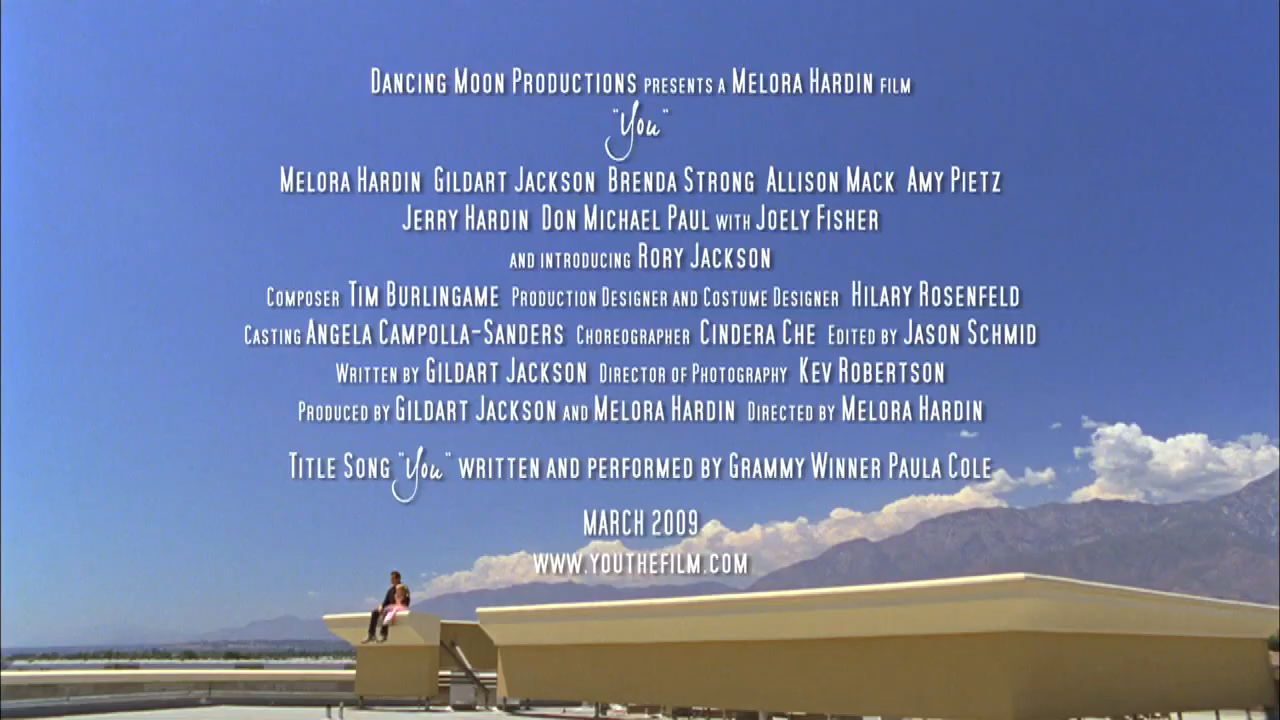 DANCING MOON PRODUCTIONS PRESENTS A MELORA HARDIN FILM
"You"
MELORA HARDIN GILDART JACKSON BRENDA STRONG ALLISON MACK AMY PIETZ
JERRY HARDIN DON MICHAEL PAUL WITH JOELY FISHER
AND INTRODUCING RORY JACKSON
COMPOSER TIM BURLINGAME PRODUCTION DESIGNER AND COSTUME DESIGNER HILARY ROSENFELD
CASTING ANGELA CAMPOLLA-SANDERS CHOREOGRAPHER CINDERA CHE EDITED BY JASON SCHMID
WRITTEN BY GILDART JACKSON DIRECTOR OF PHOTOGRAPHY KEV ROBERTSON
PRODUCED BY GILDART JACKSON AND MELORA HARDIN DIRECTED BY MELORA HARDIN
TITLE SONG "You" WRITTEN AND PERFORMED BY GRAMMY WINNER PAULA COLE
MARCH 2009
WWW.YOUTHEFILM.COM